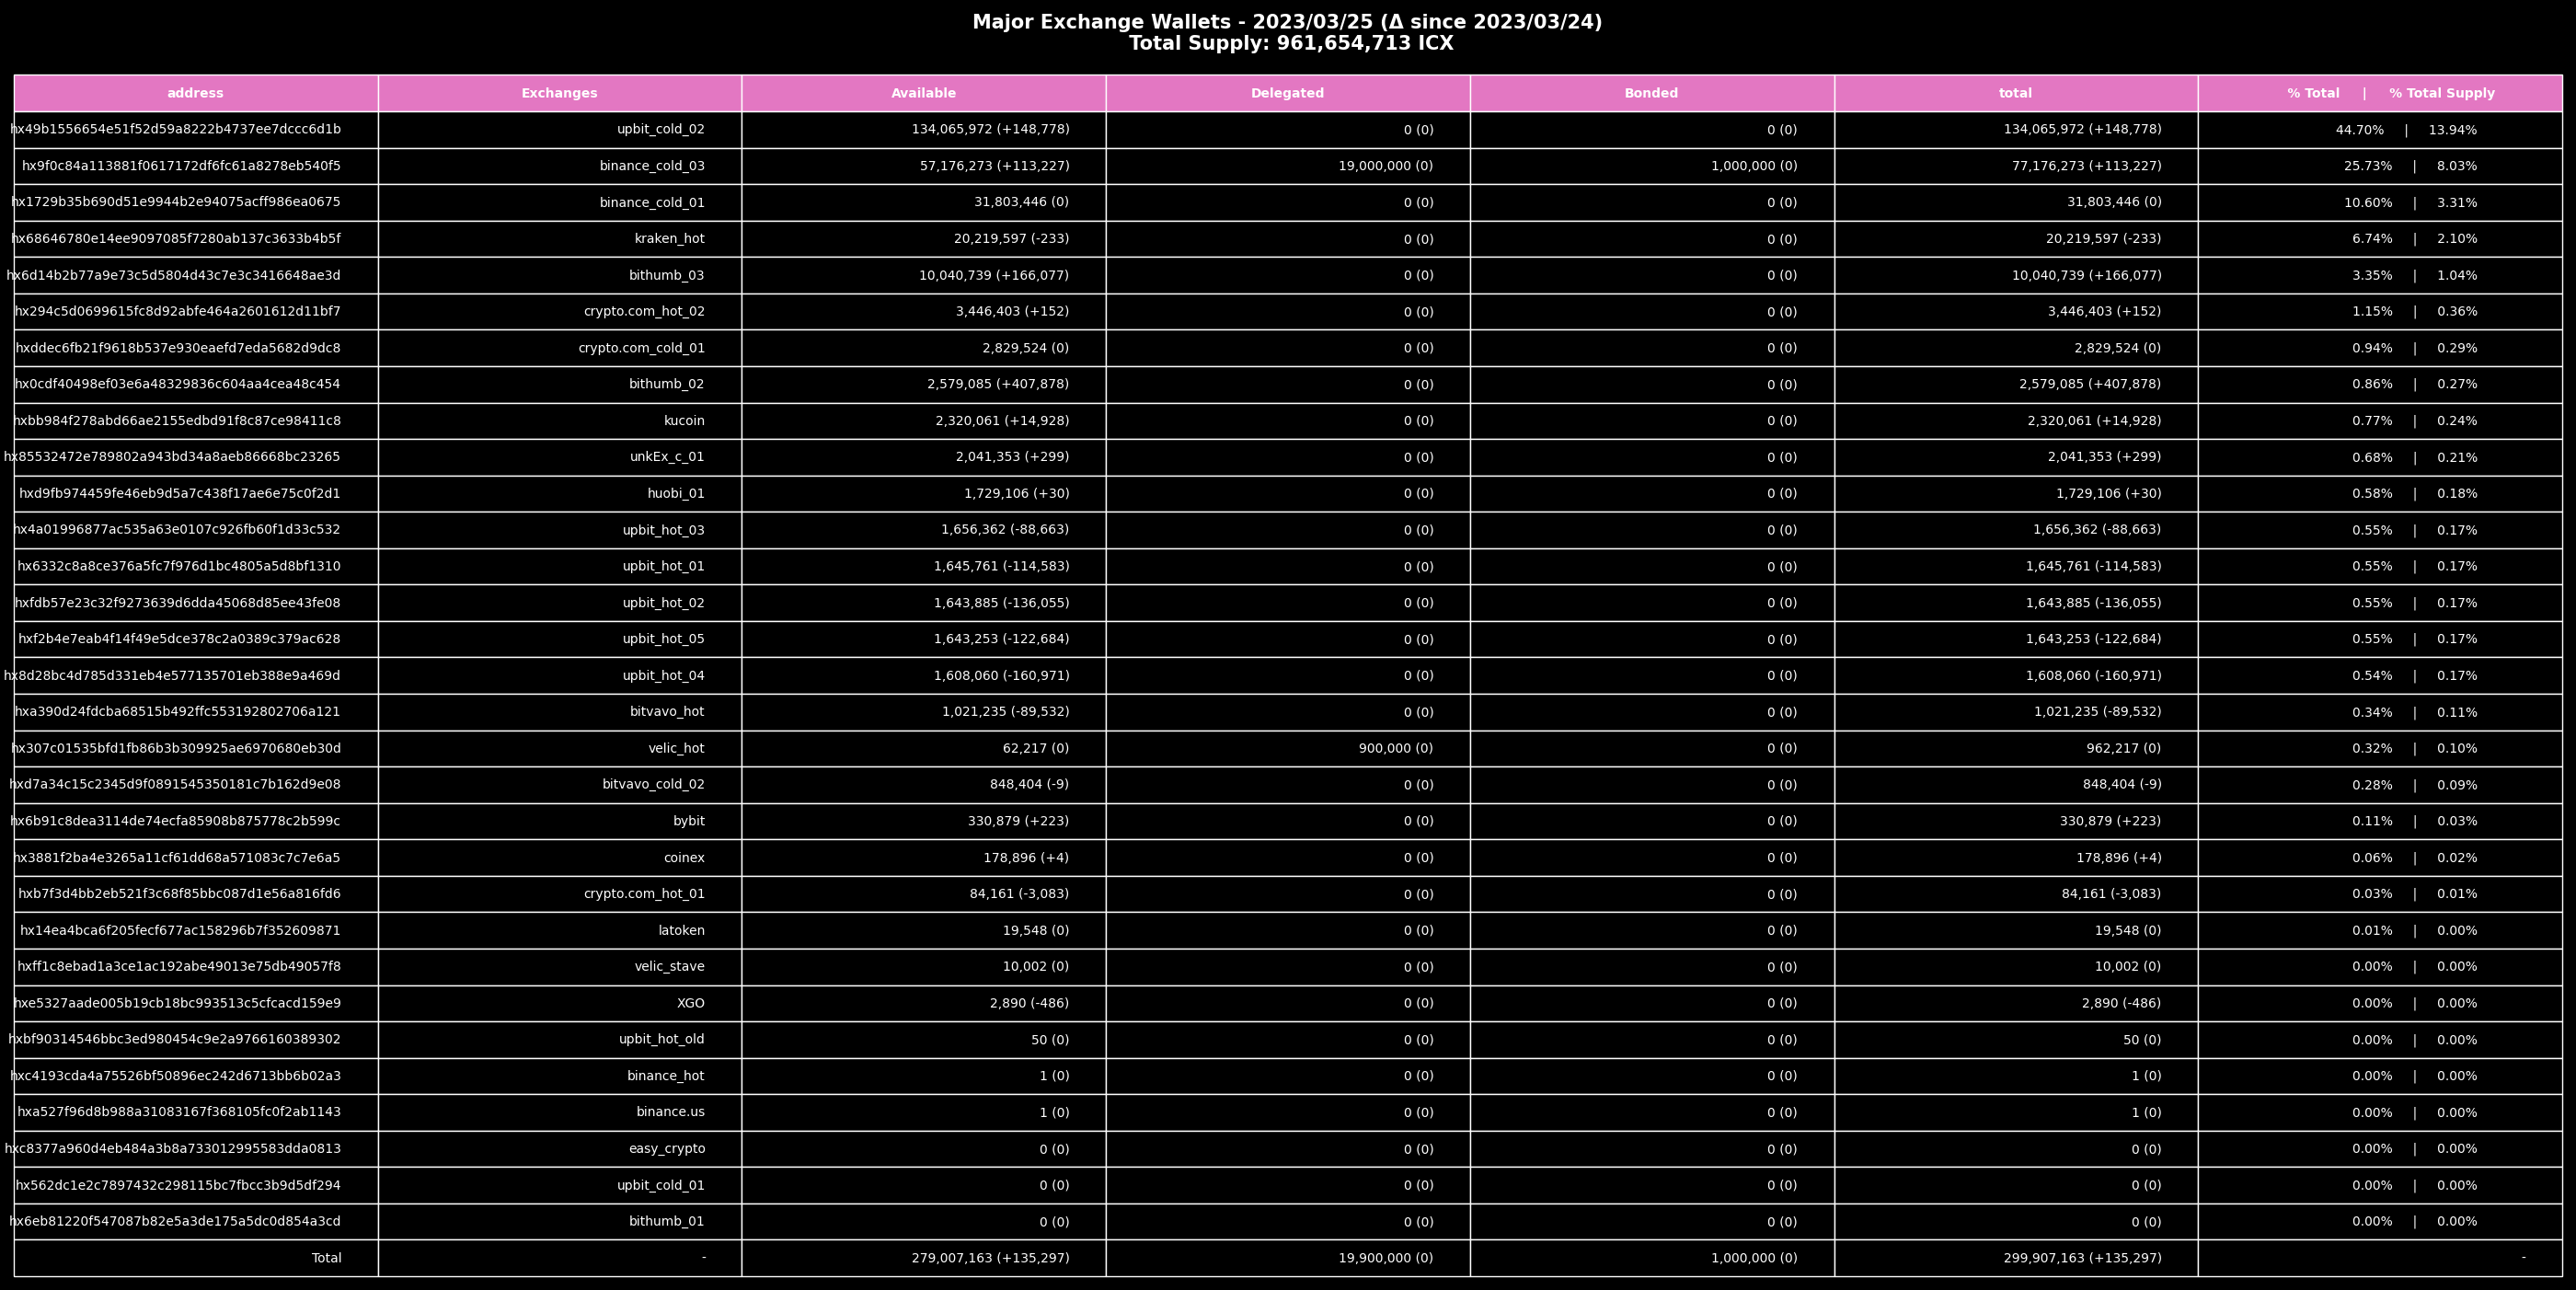 Major Exchange Wallets - 2023/03/25 (Δ since 2023/03/24)
Total Supply: 961,654,713 ICX
address Exchanges Available Delegated Bonded total % Total | % Total Supply
hx49b1556654e51f52d59a8222b4737ee7dccc6d1b upbit_cold_02 134,065,972 (+148,778) 0 (0) 0 (0) 134,065,972 (+148,778) 44.70% | 13.94%
hx9f0c84a113881f0617172df6fc61a8278eb540f5 binance_cold_03 57,176,273 (+113,227) 19,000,000 (0) 1,000,000 (0) 77,176,273 (+113,227) 25.73% | 8.03%
hx1729b35b690d51e9944b2e94075acff986ea0675 binance_cold_01 31,803,446 (0) 0 (0) 0 (0) 31,803,446 (0) 10.60% | 3.31%
hx68646780e14ee9097085f7280ab137c3633b4b5f kraken_hot 20,219,597 (-233) 0 (0) 0 (0) 20,219,597 (-233) 6.74% | 2.10%
hx6d14b2b77a9e73c5d5804d43c7e3c3416648ae3d bithumb_03 10,040,739 (+166,077) 0 (0) 0 (0) 10,040,739 (+166,077) 3.35% | 1.04%
hx294c5d0699615fc8d92abfe464a2601612d11bf7 crypto.com_hot_02 3,446,403 (+152) 0 (0) 0 (0) 3,446,403 (+152) 1.15% | 0.36%
hxddec6fb21f9618b537e930eaefd7eda5682d9dc8 crypto.com_cold_01 2,829,524 (0) 0 (0) 0 (0) 2,829,524 (0) 0.94% | 0.29%
hx0cdf40498ef03e6a48329836c604aa4cea48c454 bithumb_02 2,579,085 (+407,878) 0 (0) 0 (0) 2,579,085 (+407,878) 0.86% | 0.27%
hxbb984f278abd66ae2155edbd91f8c87ce98411c8 kucoin 2,320,061 (+14,928) 0 (0) 0 (0) 2,320,061 (+14,928) 0.77% | 0.24%
hx85532472e789802a943bd34a8aeb86668bc23265 unkEx_c_01 2,041,353 (+299) 0 (0) 0 (0) 2,041,353 (+299) 0.68% | 0.21%
hxd9fb974459fe46eb9d5a7c438f17ae6e75c0f2d1 huobi_01 1,729,106 (+30) 0 (0) 0 (0) 1,729,106 (+30) 0.58% | 0.18%
hx4a01996877ac535a63e0107c926fb60f1d33c532 upbit_hot_03 1,656,362 (-88,663) 0 (0) 0 (0) 1,656,362 (-88,663) 0.55% | 0.17%
hx6332c8a8ce376a5fc7f976d1bc4805a5d8bf1310 upbit_hot_01 1,645,761 (-114,583) 0 (0) 0 (0) 1,645,761 (-114,583) 0.55% | 0.17%
hxfdb57e23c32f9273639d6dda45068d85ee43fe08 upbit_hot_02 1,643,885 (-136,055) 0 (0) 0 (0) 1,643,885 (-136,055) 0.55% | 0.17%
hxf2b4e7eab4f14f49e5dce378c2a0389c379ac628 upbit_hot_05 1,643,253 (-122,684) 0 (0) 0 (0) 1,643,253 (-122,684) 0.55% | 0.17%
hx8d28bc4d785d331eb4e577135701eb388e9a469d upbit_hot_04 1,608,060 (-160,971) 0 (0) 0 (0) 1,608,060 (-160,971) 0.54% | 0.17%
hxa390d24fdcba68515b492ffc553192802706a121 bitvavo_hot 1,021,235 (-89,532) 0 (0) 0 (0) 1,021,235 (-89,532) 0.34% | 0.11%
hx307c01535bfd1fb86b3b309925ae6970680eb30d velic_hot 62,217 (0) 900,000 (0) 0 (0) 962,217 (0) 0.32% | 0.10%
hxd7a34c15c2345d9f0891545350181c7b162d9e08 bitvavo_cold_02 848,404 (-9) 0 (0) 0 (0) 848,404 (-9) 0.28% | 0.09%
hx6b91c8dea3114de74ecfa85908b875778c2b599c bybit 330,879 (+223) 0 (0) 0 (0) 330,879 (+223) 0.11% | 0.03%
hx3881f2ba4e3265a11cf61dd68a571083c7c7e6a5 coinex 178,896 (+4) 0 (0) 0 (0) 178,896 (+4) 0.06% | 0.02%
hxb7f3d4bb2eb521f3c68f85bbc087d1e56a816fd6 crypto.com_hot_01 84,161 (-3,083) 0 (0) 0 (0) 84,161 (-3,083) 0.03% | 0.01%
hx14ea4bca6f205fecf677ac158296b7f352609871 latoken 19,548 (0) 0 (0) 0 (0) 19,548 (0) 0.01% | 0.00%
hxff1c8ebad1a3ce1ac192abe49013e75db49057f8 velic_stave 10,002 (0) 0 (0) 0 (0) 10,002 (0) 0.00% | 0.00%
hxe5327aade005b19cb18bc993513c5cfcacd159e9 XGO 2,890 (-486) 0 (0) 0 (0) 2,890 (-486) 0.00% | 0.00%
hxbf90314546bbc3ed980454c9e2a9766160389302 upbit_hot_old 50 (0) 0 (0) 0 (0) 50 (0) 0.00% | 0.00%
hxc4193cda4a75526bf50896ec242d6713bb6b02a3 binance_hot 1 (0) 0 (0) 0 (0) 1 (0) 0.00% | 0.00%
hxa527f96d8b988a31083167f368105fc0f2ab1143 binance.us 1 (0) 0 (0) 0 (0) 1 (0) 0.00% | 0.00%
hxc8377a960d4eb484a3b8a733012995583dda0813 easy_crypto 0 (0) 0 (0) 0 (0) 0 (0) 0.00% | 0.00%
hx562dc1e2c7897432c298115bc7fbcc3b9d5df294 upbit_cold_01 0 (0) 0 (0) 0 (0) 0 (0) 0.00% | 0.00%
hx6eb81220f547087b82e5a3de175a5dc0d854a3cd bithumb_01 0 (0) 0 (0) 0 (0) 0 (0) 0.00% | 0.00%
Total - 279,007,163 (+135,297) 19,900,000 (0) 1,000,000 (0) 299,907,163 (+135,297) -